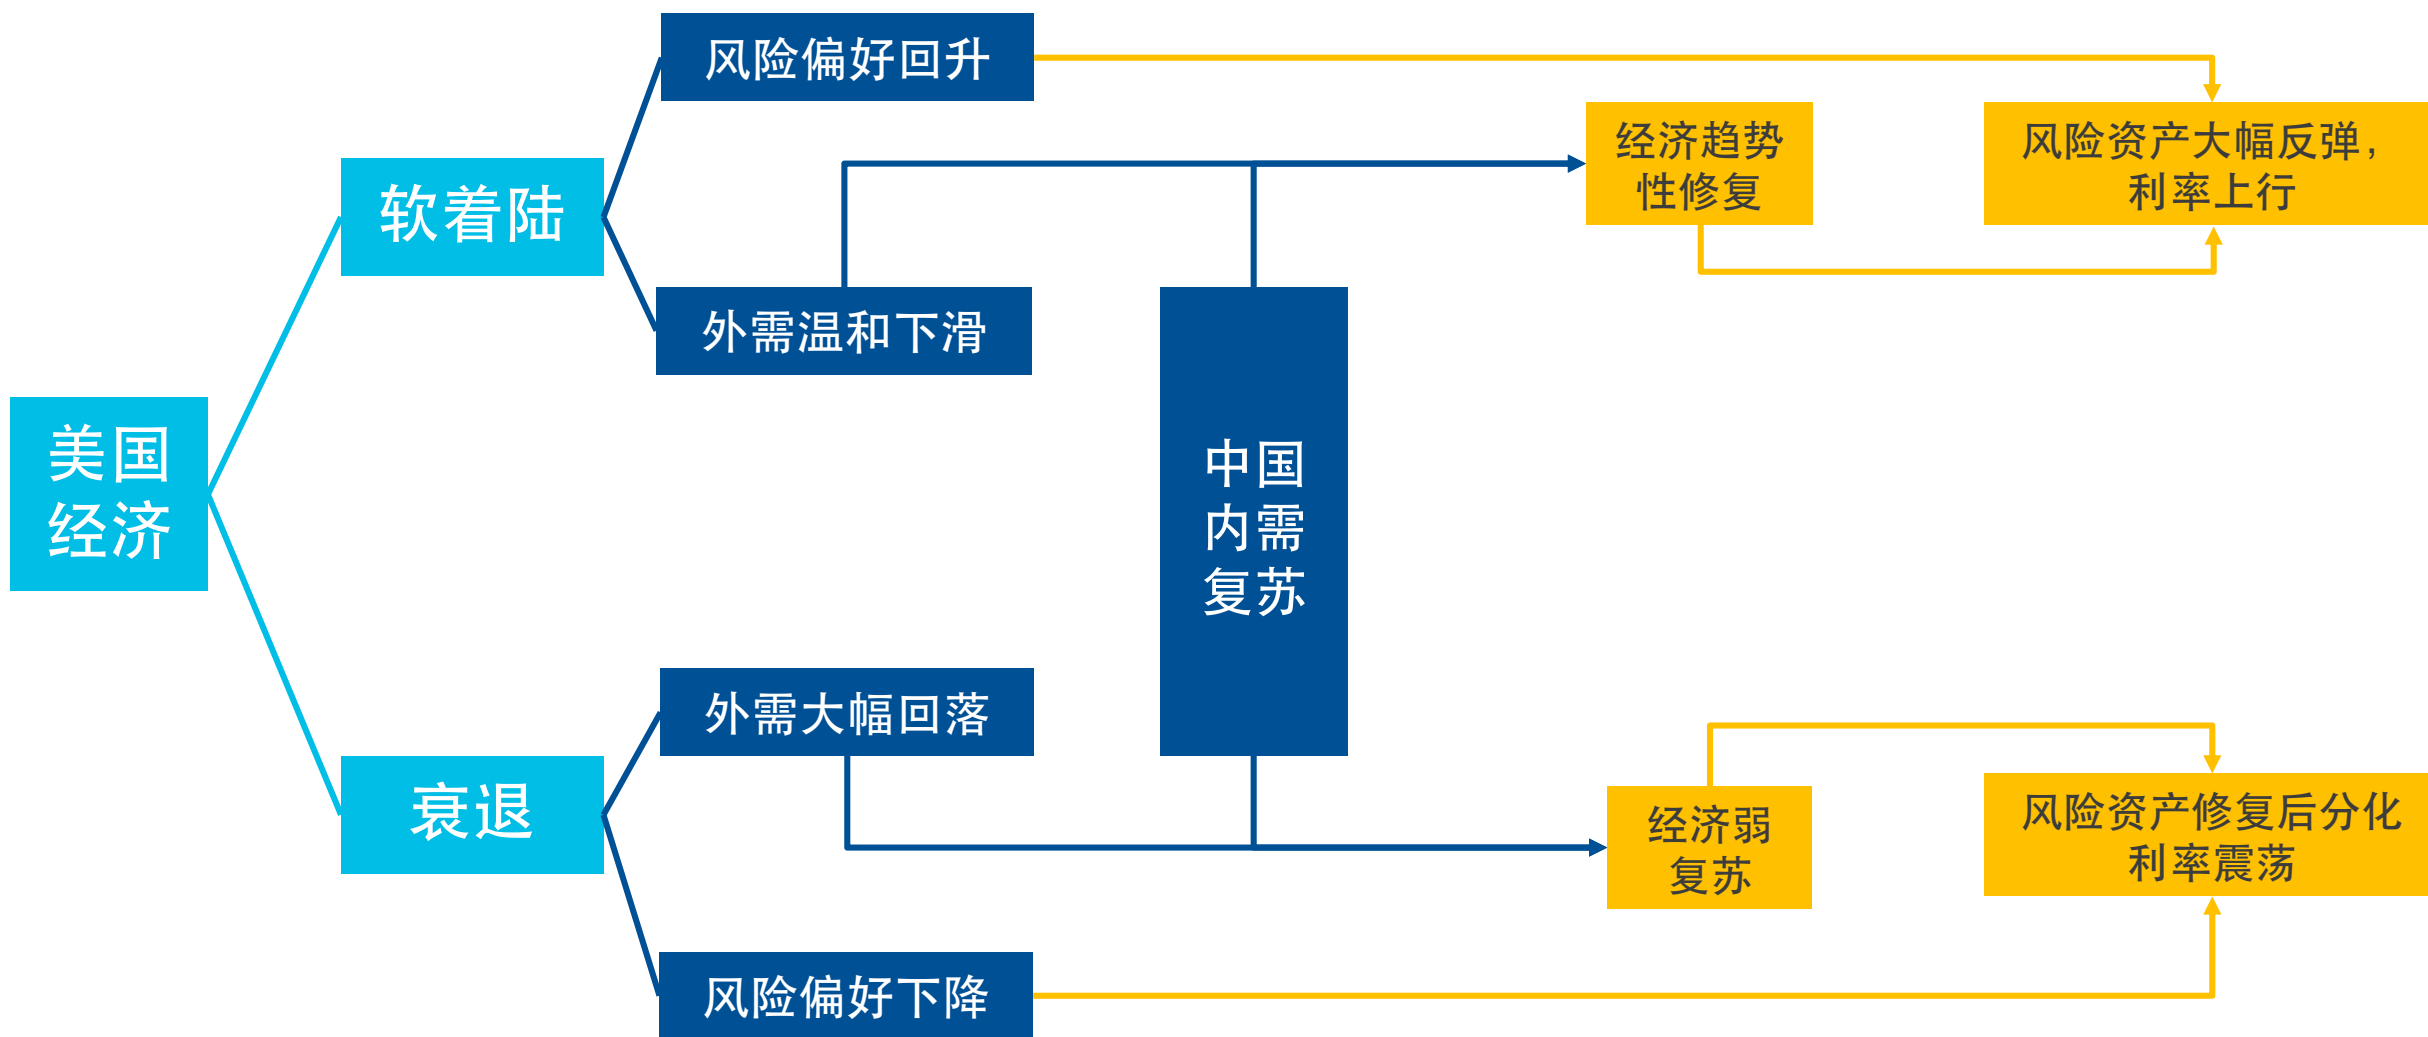 风险偏好回升
经济趋势
性修复
风险资产大幅反弹，
利率上行
软着陆
外需温和下滑
美国
经济
中国
内需
复苏
外需大幅回落
衰退
经济弱
复苏
风险资产修复后分化
利率震荡
风险偏好下降